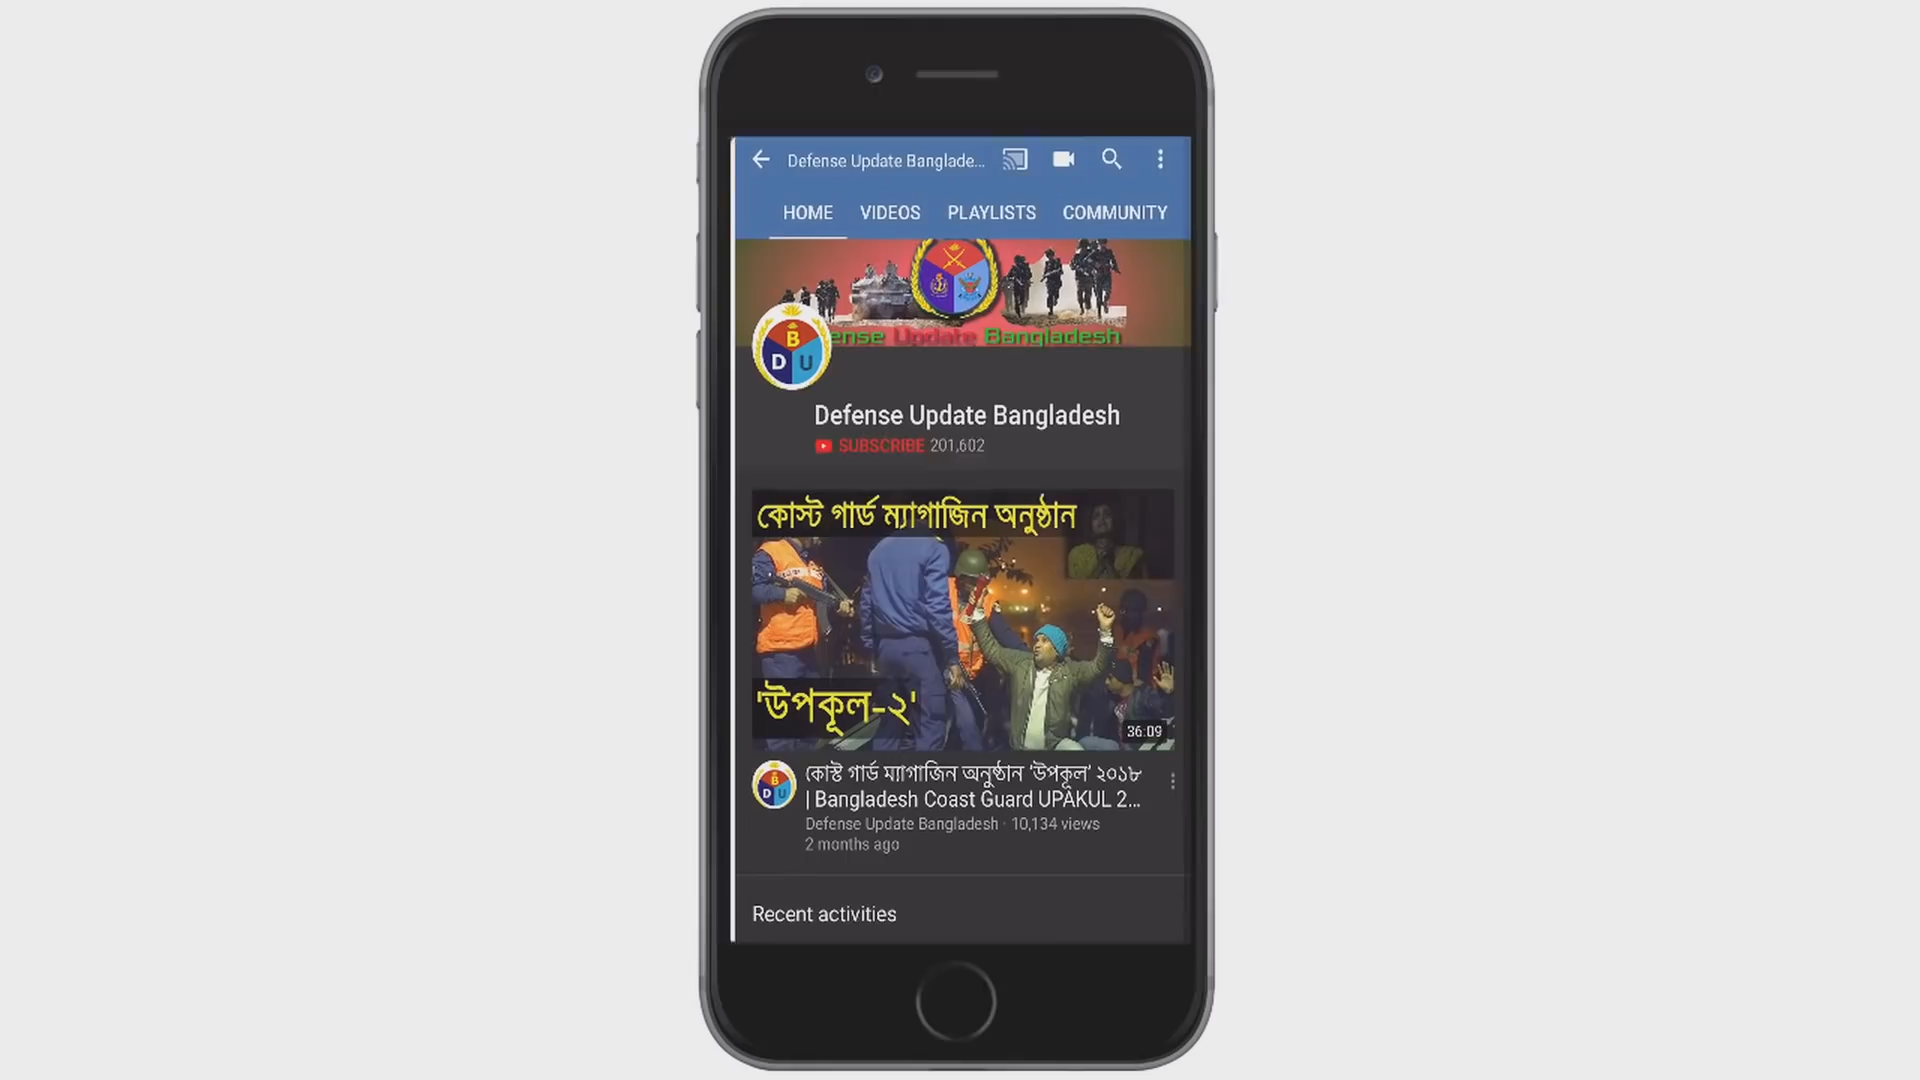 Defense Update Banglade...
HOME VIDEOS PLAYLISTS COMMUNITY
ense Update Bangladesh
B
D U
Defense Update Bangladesh
SUBSCRIBE 201,602
কোস্ট গার্ড ম্যাগাজিন অনুষ্ঠান
'উপকূল-২'
36:09
কোস্ট গার্ড ম্যাগাজিন অনুষ্ঠান 'উপকূল' ২০১৮
| Bangladesh Coast Guard UPAKUL 2...
B
D U
Defense Update Bangladesh · 10,134 views
2 months ago
Recent activities